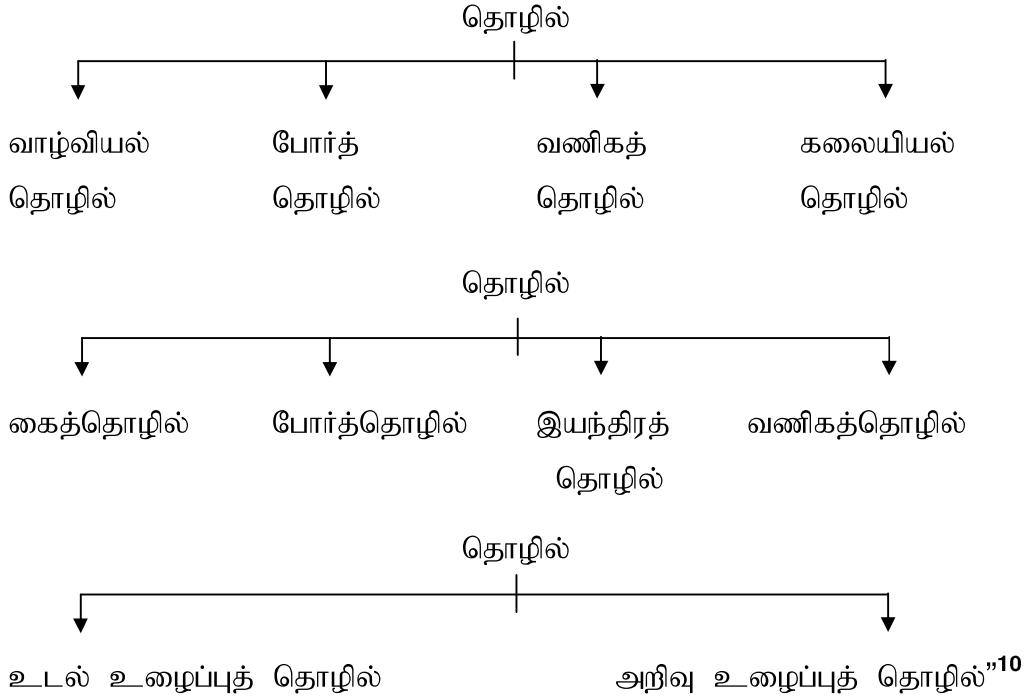 தொழில்
வாழ்வியல் போர்த் வணிகத் கலையியல்
தொழில் தொழில் தொழில் தொழில்
தொழில்
கைத்தொழில் போர்த்தொழில் இயந்திரத் வணிகத்தொழில்
தொழில்
தொழில்
உடல் உழைப்புத் தொழில் அறிவு உழைப்புத் தொழில்”10